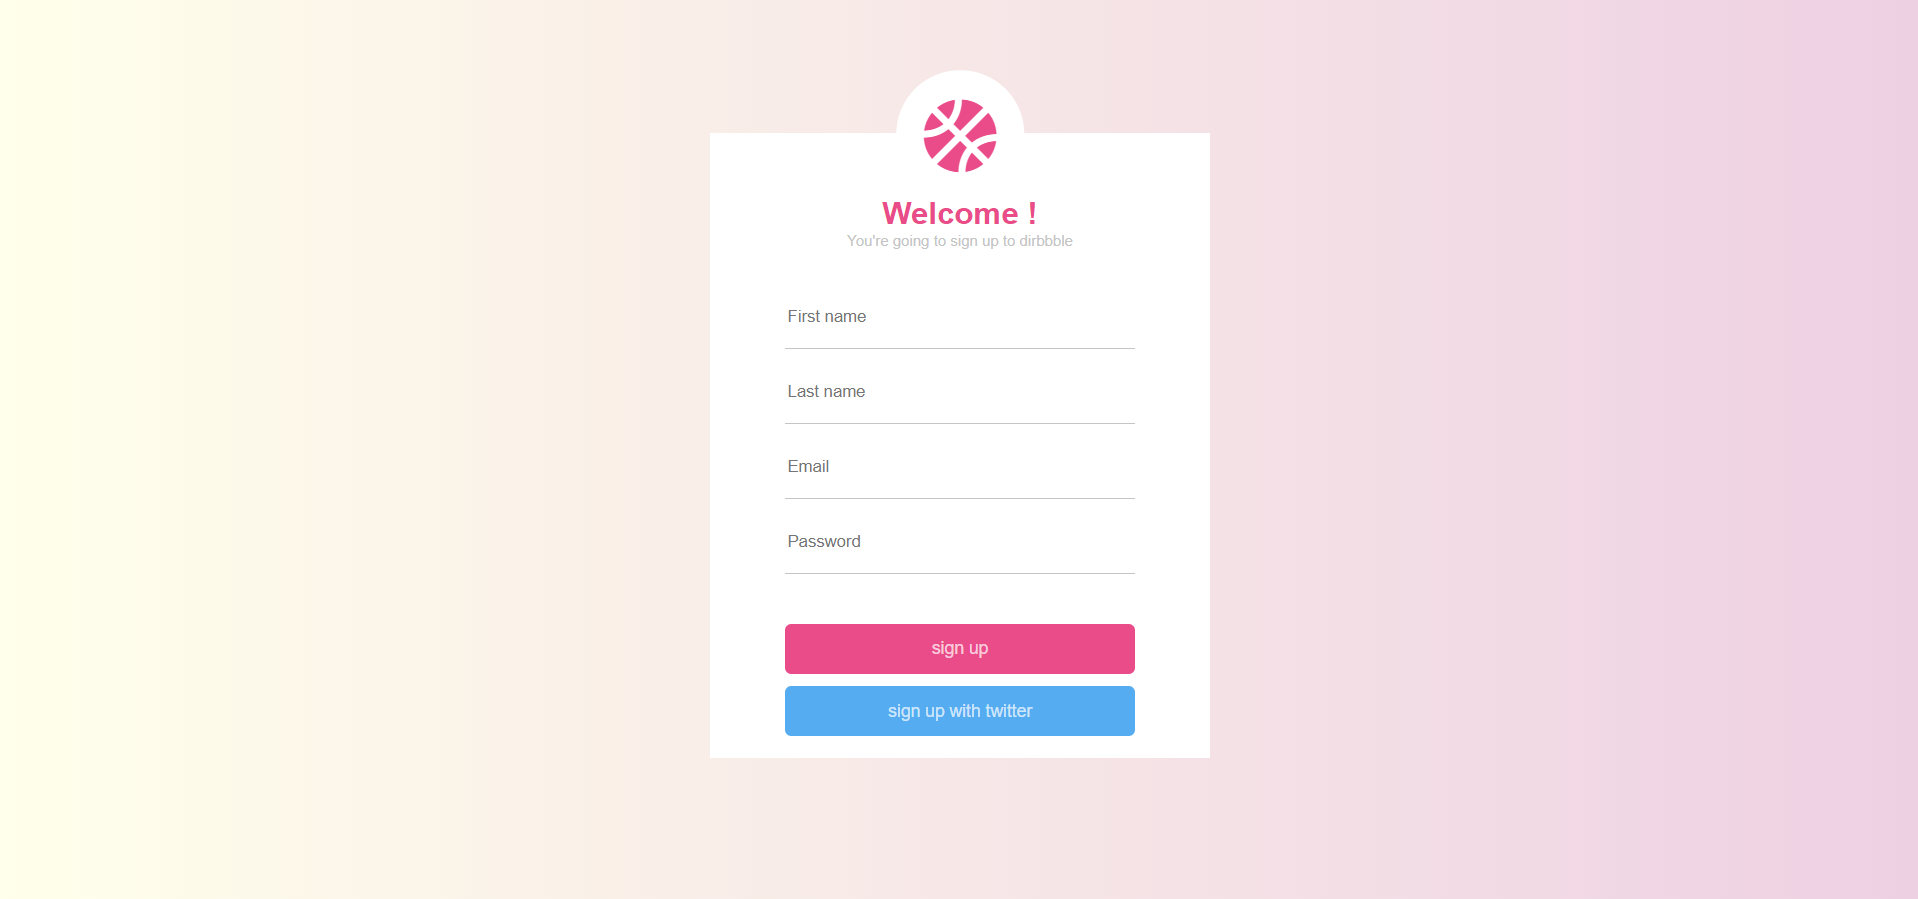 Welcome !
You're going to sign up to dirbbble
First name
Last name
Email
Password
sign up
sign up with twitter